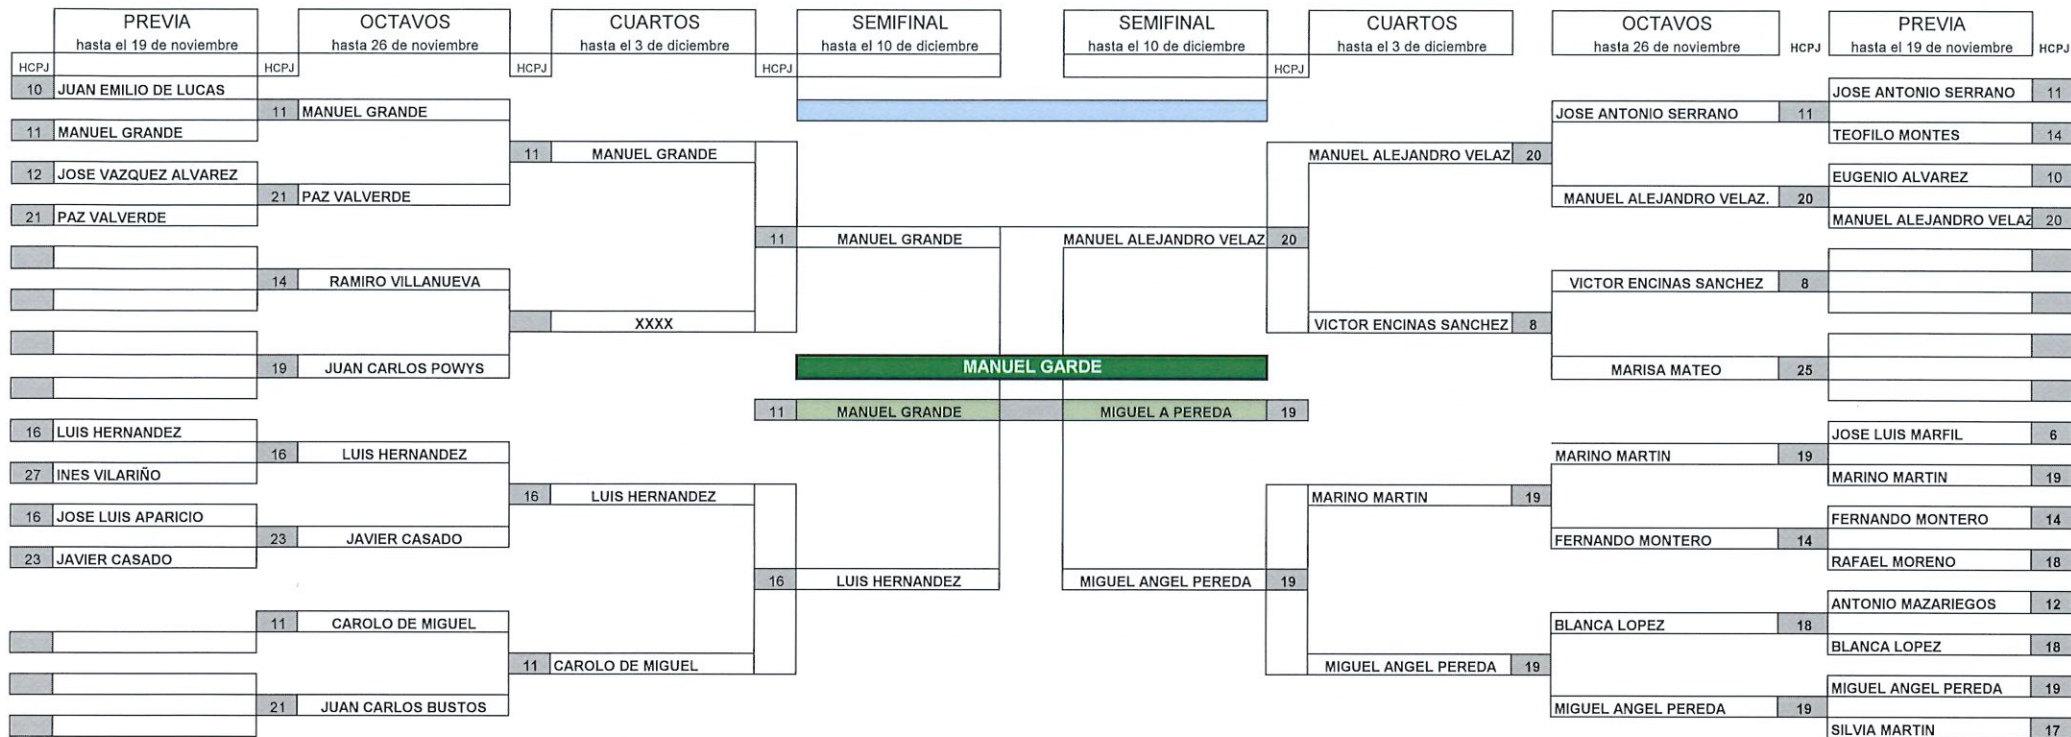 PREVIA
hasta el 19 de noviembre
OCTAVOS
hasta 26 de noviembre
CUARTOS
hasta el 3 de diciembre
SEMIFINAL
hasta el 10 de diciembre
SEMIFINAL
hasta el 10 de diciembre
CUARTOS
hasta el 3 de diciembre
OCTAVOS
hasta 26 de noviembre
HCPJ
PREVIA
hasta el 19 de noviembre
HCPJ
HCPJ
HCPJ
HCPJ
HCPJ
HCPJ
10 JUAN EMILIO DE LUCAS
11 MANUEL GRANDE
12 JOSE VAZQUEZ ALVAREZ
21 PAZ VALVERDE
16 LUIS HERNANDEZ
27 INES VILARIÑO
16 JOSE LUIS APARICIO
23 JAVIER CASADO
11 MANUEL GRANDE
21 PAZ VALVERDE
14 RAMIRO VILLANUEVA
19 JUAN CARLOS POWYS
16 LUIS HERNANDEZ
23 JAVIER CASADO
11 CAROLO DE MIGUEL
21 JUAN CARLOS BUSTOS
11 MANUEL GRANDE
XXXX
16 LUIS HERNANDEZ
11 CAROLO DE MIGUEL
11 MANUEL GRANDE
16 LUIS HERNANDEZ
MANUEL GARDE
11 MANUEL GRANDE
MIGUEL A PEREDA 19
MANUEL ALEJANDRO VELAZ 20
MIGUEL ANGEL PEREDA 19
MANUEL ALEJANDRO VELAZ 20
VICTOR ENCINAS SANCHEZ 8
MARINO MARTIN 19
MIGUEL ANGEL PEREDA 19
JOSE ANTONIO SERRANO 11
MANUEL ALEJANDRO VELAZ. 20
VICTOR ENCINAS SANCHEZ 8
MARISA MATEO 25
MARINO MARTIN 19
FERNANDO MONTERO 14
BLANCA LOPEZ 18
MIGUEL ANGEL PEREDA 19
JOSE ANTONIO SERRANO 11
TEOFILO MONTES 14
EUGENIO ALVAREZ 10
MANUEL ALEJANDRO VELAZ 20
JOSE LUIS MARFIL 6
MARINO MARTIN 19
FERNANDO MONTERO 14
RAFAEL MORENO 18
ANTONIO MAZARIEGOS 12
BLANCA LOPEZ 18
MIGUEL ANGEL PEREDA 19
SILVIA MARTIN 17